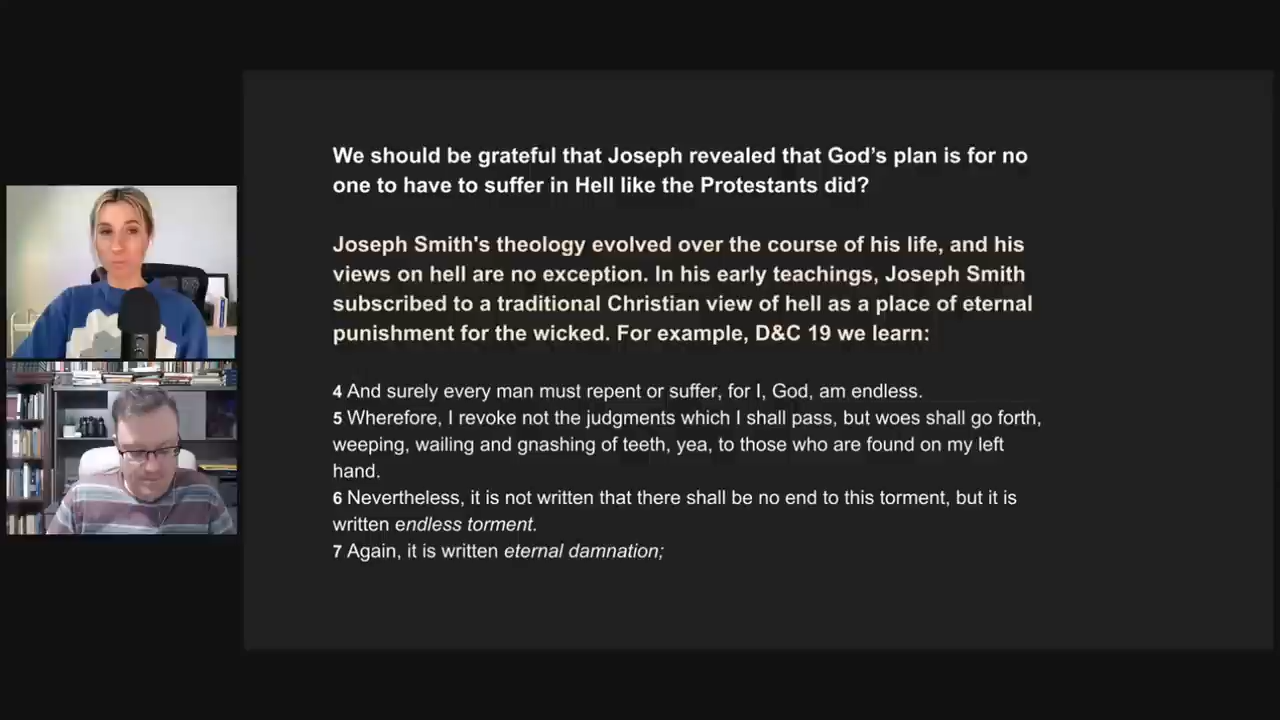 We should be grateful that Joseph revealed that God’s plan is for no
one to have to suffer in Hell like the Protestants did?
Joseph Smith's theology evolved over the course of his life, and his
views on hell are no exception. In his early teachings, Joseph Smith
subscribed to a traditional Christian view of hell as a place of eternal
punishment for the wicked. For example, D&C 19 we learn:
4 And surely every man must repent or suffer, for I, God, am endless.
5 Wherefore, I revoke not the judgments which I shall pass, but woes shall go forth,
weeping, wailing and gnashing of teeth, yea, to those who are found on my left
hand.
6 Nevertheless, it is not written that there shall be no end to this torment, but it is
written endless torment.
7 Again, it is written eternal damnation;